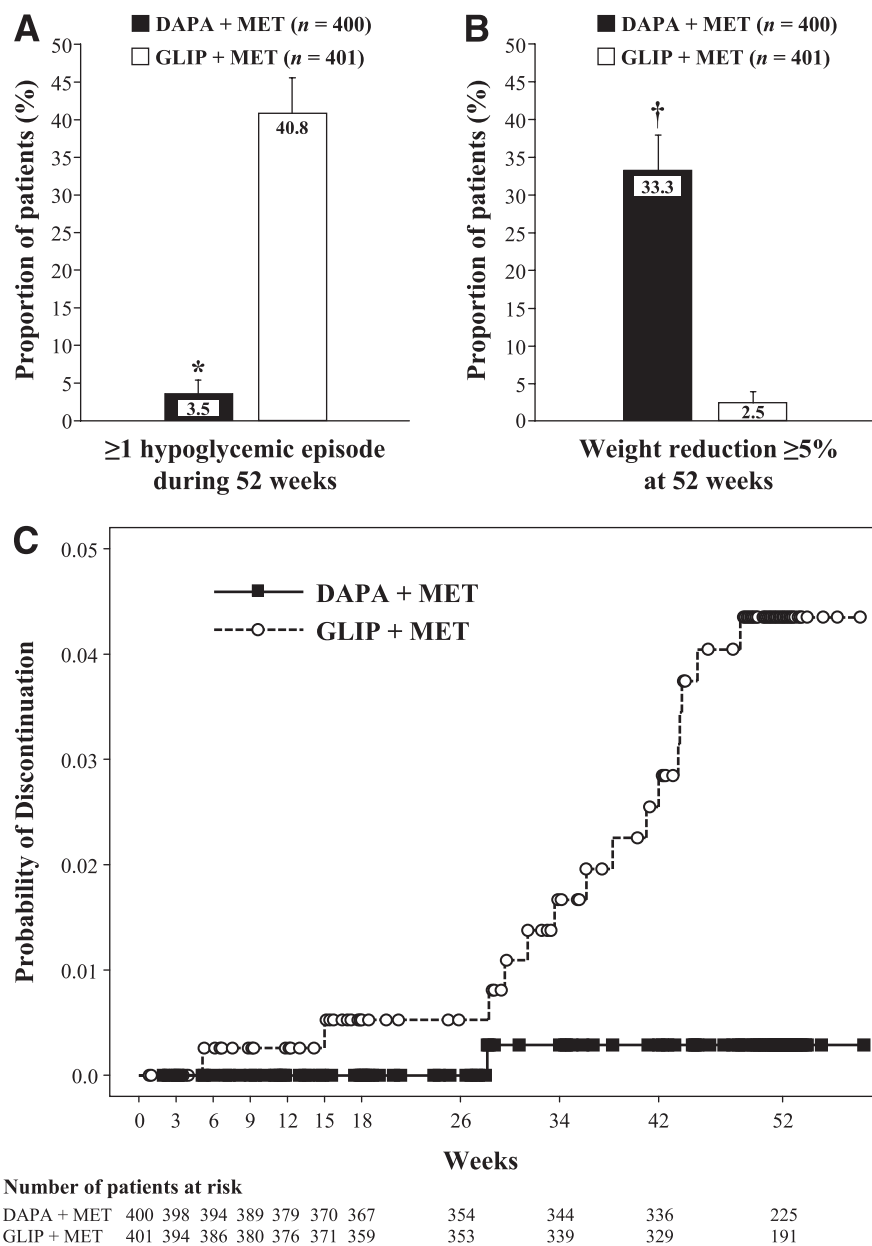 A
DAPA + MET (n = 400)
GLIP + MET (n = 401)
Proportion of patients (%)
50
45
40
35
30
25
20
15
10
5
0
40.8
*
3.5
≥1 hypoglycemic episode
during 52 weeks
B
DAPA + MET (n = 400)
GLIP + MET (n = 401)
Proportion of patients (%)
50
45
40
35
30
25
20
15
10
5
0
†
33.3
2.5
Weight reduction ≥5%
at 52 weeks
C
DAPA + MET
GLIP + MET
Probability of Discontinuation
0.05
0.04
0.03
0.02
0.01
0.0
0 3 6 9 12 15 18 26 34 42 52
Weeks
Number of patients at risk
DAPA + MET 400 398 394 389 379 370 367 354 344 336 225
GLIP + MET 401 394 386 380 376 371 359 353 339 329 191